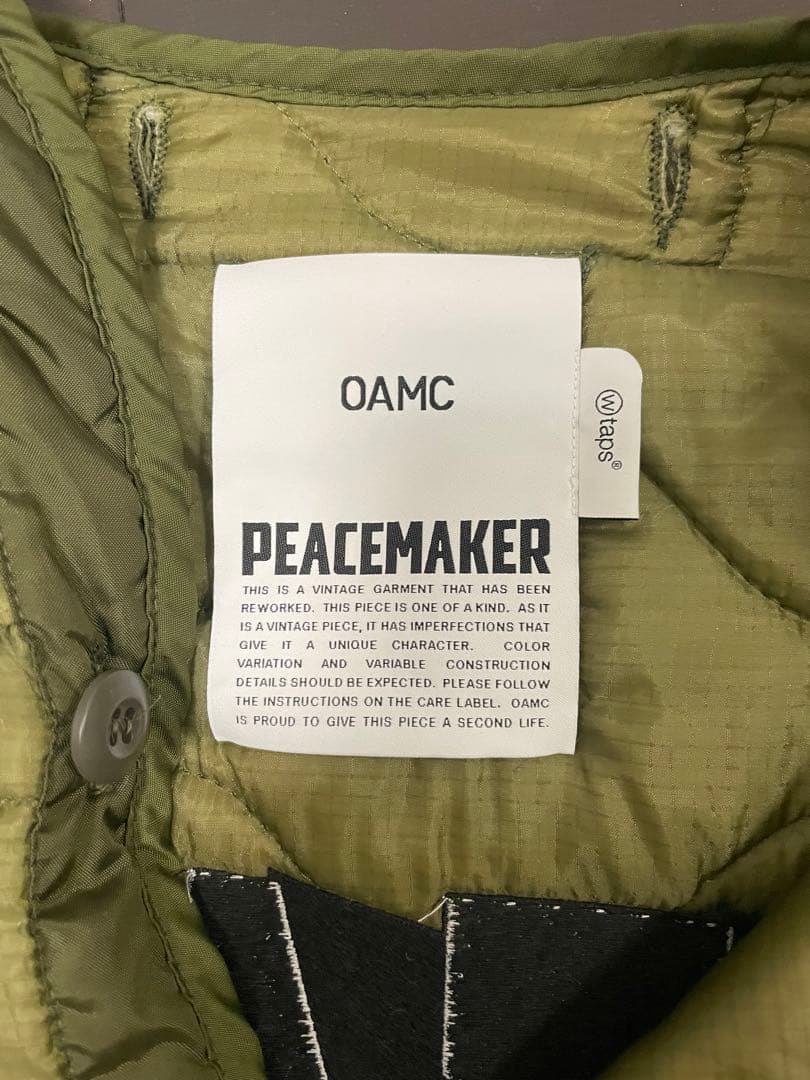 OAMC
Wtaps®
PEACEMAKER
THIS IS A VINTAGE GARMENT THAT HAS BEEN
REWORKED. THIS PIECE IS ONE OF A KIND. AS IT
IS A VINTAGE PIECE, IT HAS IMPERFECTIONS THAT
GIVE IT A UNIQUE CHARACTER. COLOR
VARIATION AND VARIABLE CONSTRUCTION
DETAILS SHOULD BE EXPECTED. PLEASE FOLLOW
THE INSTRUCTIONS ON THE CARE LABEL. OAMC
IS PROUD TO GIVE THIS PIECE A SECOND LIFE.